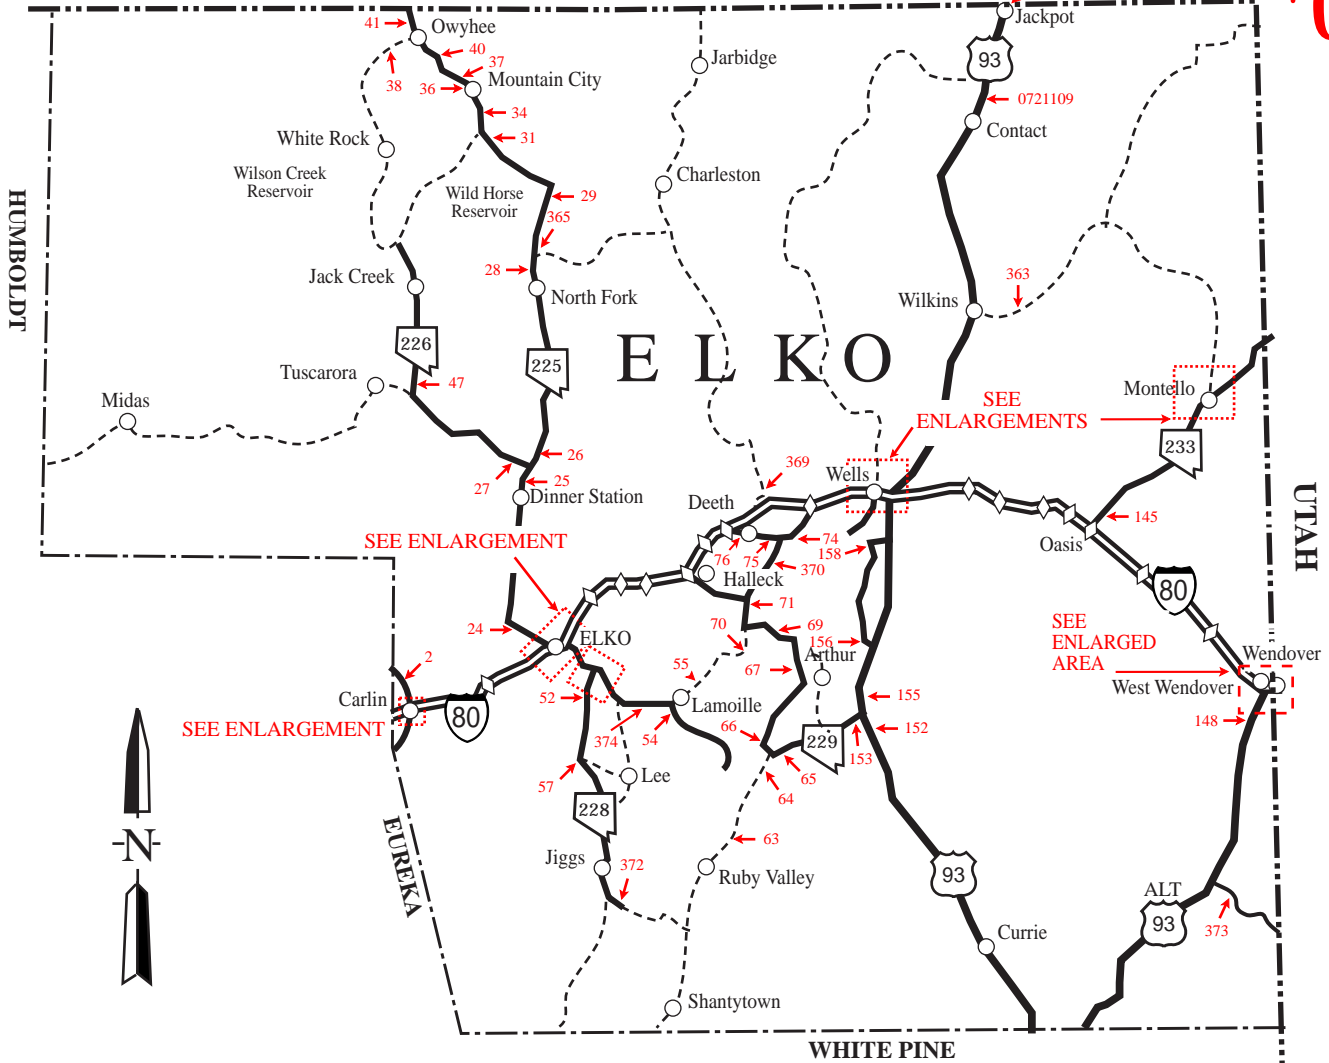 41
Owyhee
40
37
38
36
Mountain City
34
31
White Rock
Wilson Creek
Reservoir
Wild Horse
Reservoir
29
365
28
North Fork
Jack Creek
226
225
Tuscarora
47
Midas
26
27
25
Dinner Station
Jarbidge
Charleston
Jackpot
93
0721109
Contact
Wilkins
363
ELKO
HUMBOLDT
SEE
ENLARGEMENTS
Montello
233
145
Oasis
UTAH
369
Wells
Deeth
76
75
74
158
370
Halleck
SEE ENLARGEMENT
71
70
69
156
Arthur
67
24
ELKO
2
Carlin
80
SEE ENLARGEMENT
52
55
Lamoille
374
54
66
65
64
229
153
155
152
57
Lee
228
63
Jiggs
372
Ruby Valley
EUREKA
N
93
Currie
Shantytown
80
SEE
ENLARGED
AREA
Wendover
West Wendover
148
ALT
93
373
WHITE PINE